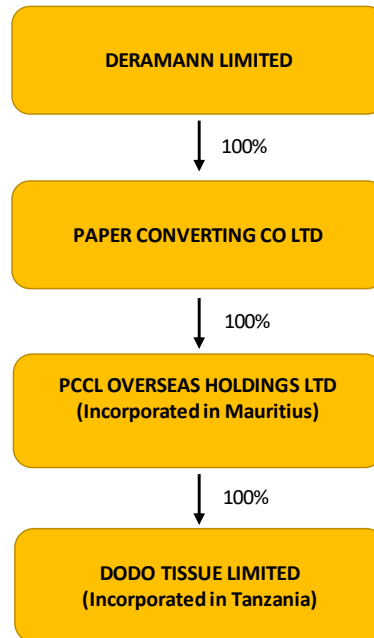 DERAMANN LIMITED
100%
PAPER CONVERTING CO LTD
100%
PCCL OVERSEAS HOLDINGS LTD
(Incorporated in Mauritius)
100%
DODO TISSUE LIMITED
(Incorporated in Tanzania)